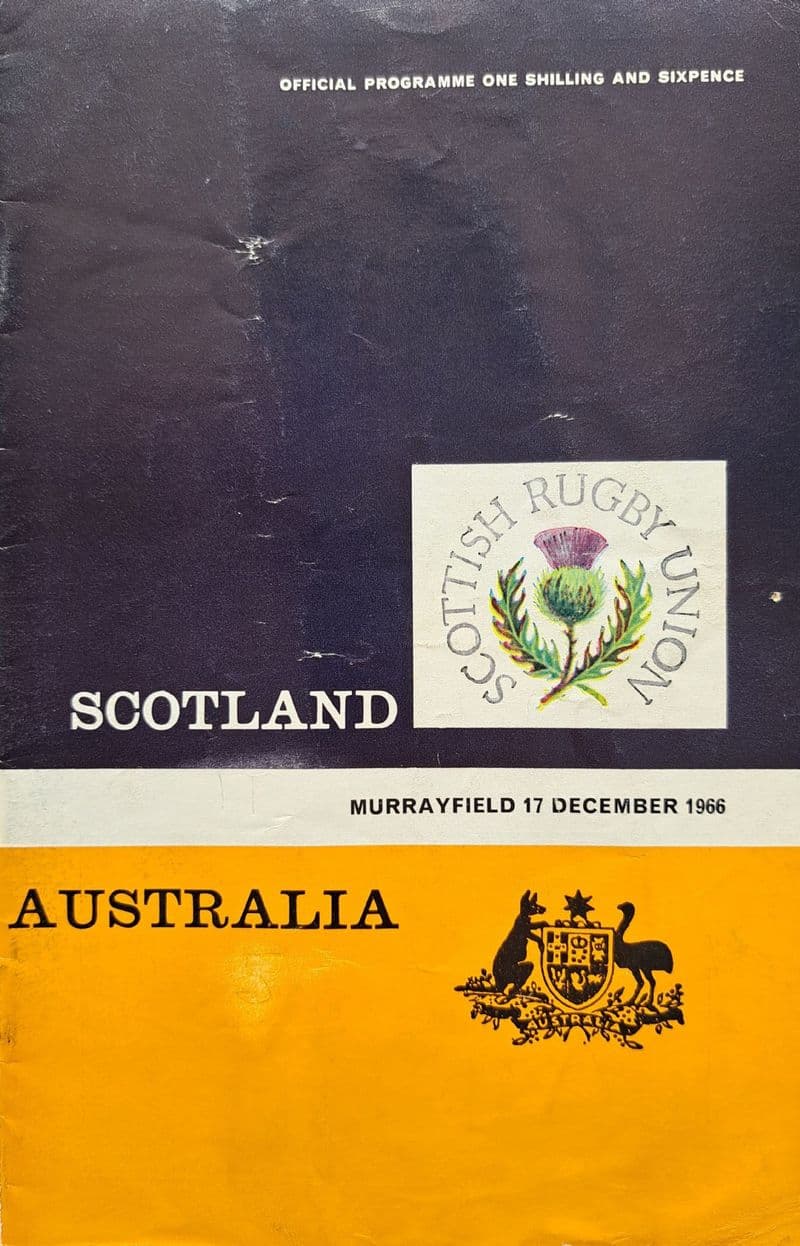 OFFICIAL PROGRAMME ONE SHILLING AND SIXPENCE
SCOTTISH RUGBY UNION
SCOTLAND
MURRAYFIELD 17 DECEMBER 1966
AUSTRALIA
AUSTRALIA